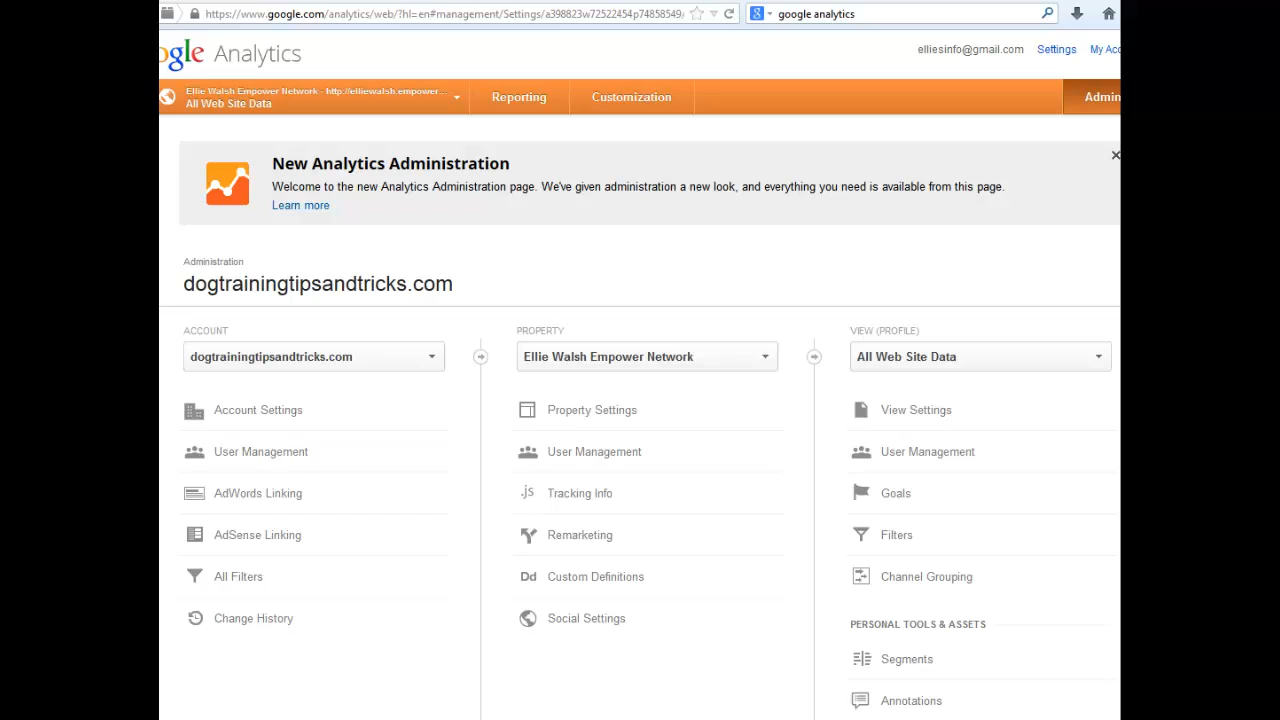 https://www.google.com/analytics/web/?hl=en#management/Settings/a398823w72522454p74858549/
google analytics
ogle Analytics
elliesinfo@gmail.com Settings My Acc
Ellie Walsh Empower Network - http://elliewalsh.empower...
All Web Site Data
Reporting
Customization
Admin
New Analytics Administration
Welcome to the new Analytics Administration page. We've given administration a new look, and everything you need is available from this page.
Learn more
Administration
dogtrainingtipsandtricks.com
ACCOUNT
dogtrainingtipsandtricks.com
Account Settings
User Management
AdWords Linking
AdSense Linking
All Filters
Change History
PROPERTY
Ellie Walsh Empower Network
Property Settings
User Management
.js Tracking Info
Remarketing
Dd Custom Definitions
Social Settings
VIEW (PROFILE)
All Web Site Data
View Settings
User Management
Goals
Filters
Channel Grouping
PERSONAL TOOLS & ASSETS
Segments
Annotations